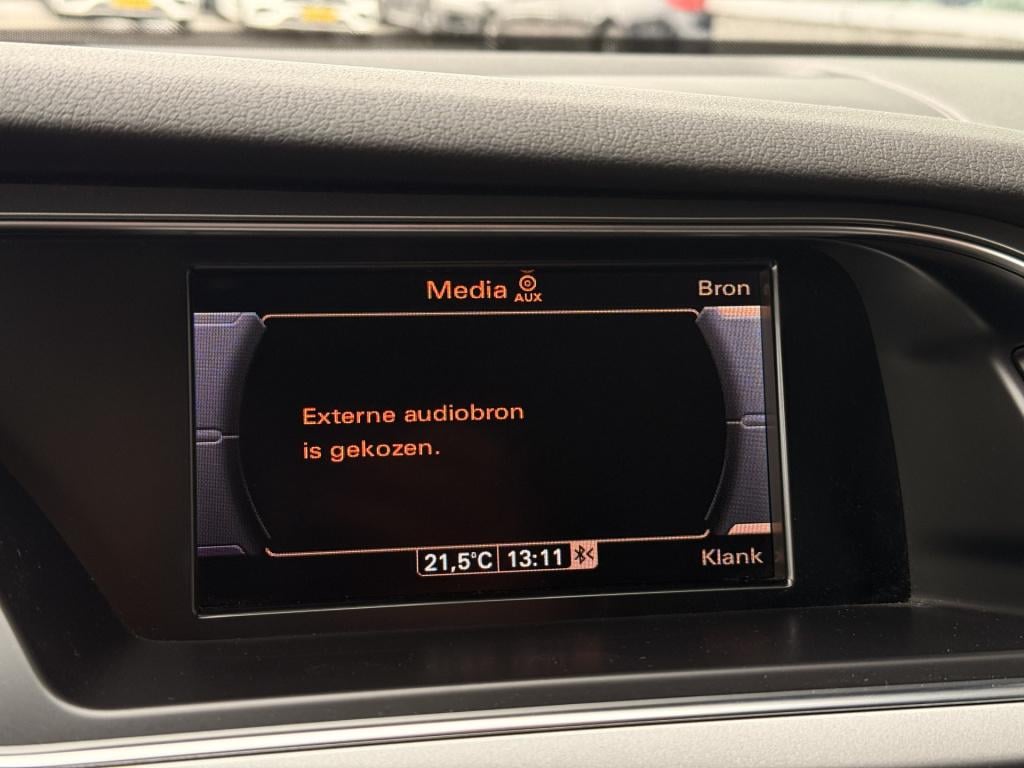 Media AUX
Bron
Externe audiobron
is gekozen.
21,5°C 13:11
Klank